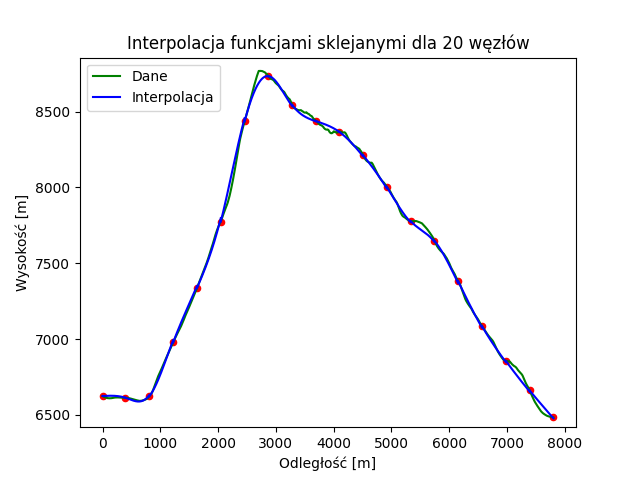 Interpolacja funkcjami sklejanymi dla 20 węzłów
Dane
Interpolacja
Wysokość [m]
8500
8000
7500
7000
6500
0 1000 2000 3000 4000 5000 6000 7000 8000
Odległość [m]